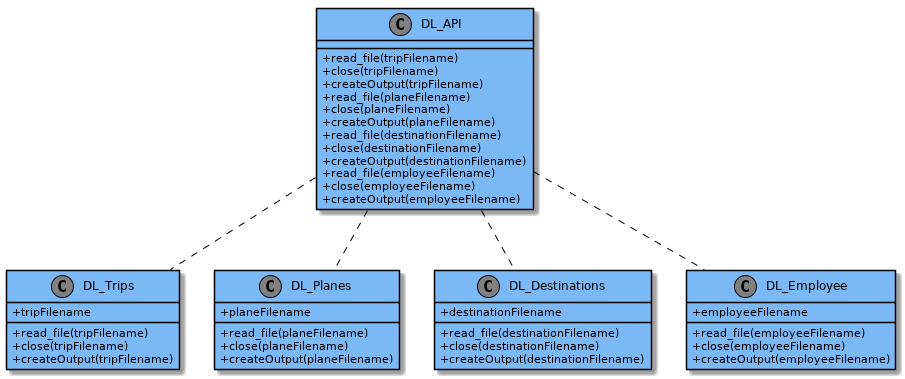 C DL_API
+read_file(tripFilename)
+close(tripFilename)
+createOutput(tripFilename)
+read_file(planeFilename)
+close(planeFilename)
+createOutput(planeFilename)
+read_file(destinationFilename)
+close(destinationFilename)
+createOutput(destinationFilename)
+read_file(employeeFilename)
+close(employeeFilename)
+createOutput(employeeFilename)
C DL_Trips
+tripFilename
+read_file(tripFilename)
+close(tripFilename)
+createOutput(tripFilename)
C DL_Planes
+planeFilename
+read_file(planeFilename)
+close(planeFilename)
+createOutput(planeFilename)
C DL_Destinations
+destinationFilename
+read_file(destinationFilename)
+close(destinationFilename)
+createOutput(destinationFilename)
C DL_Employee
+employeeFilename
+read_file(employeeFilename)
+close(employeeFilename)
+createOutput(employeeFilename)